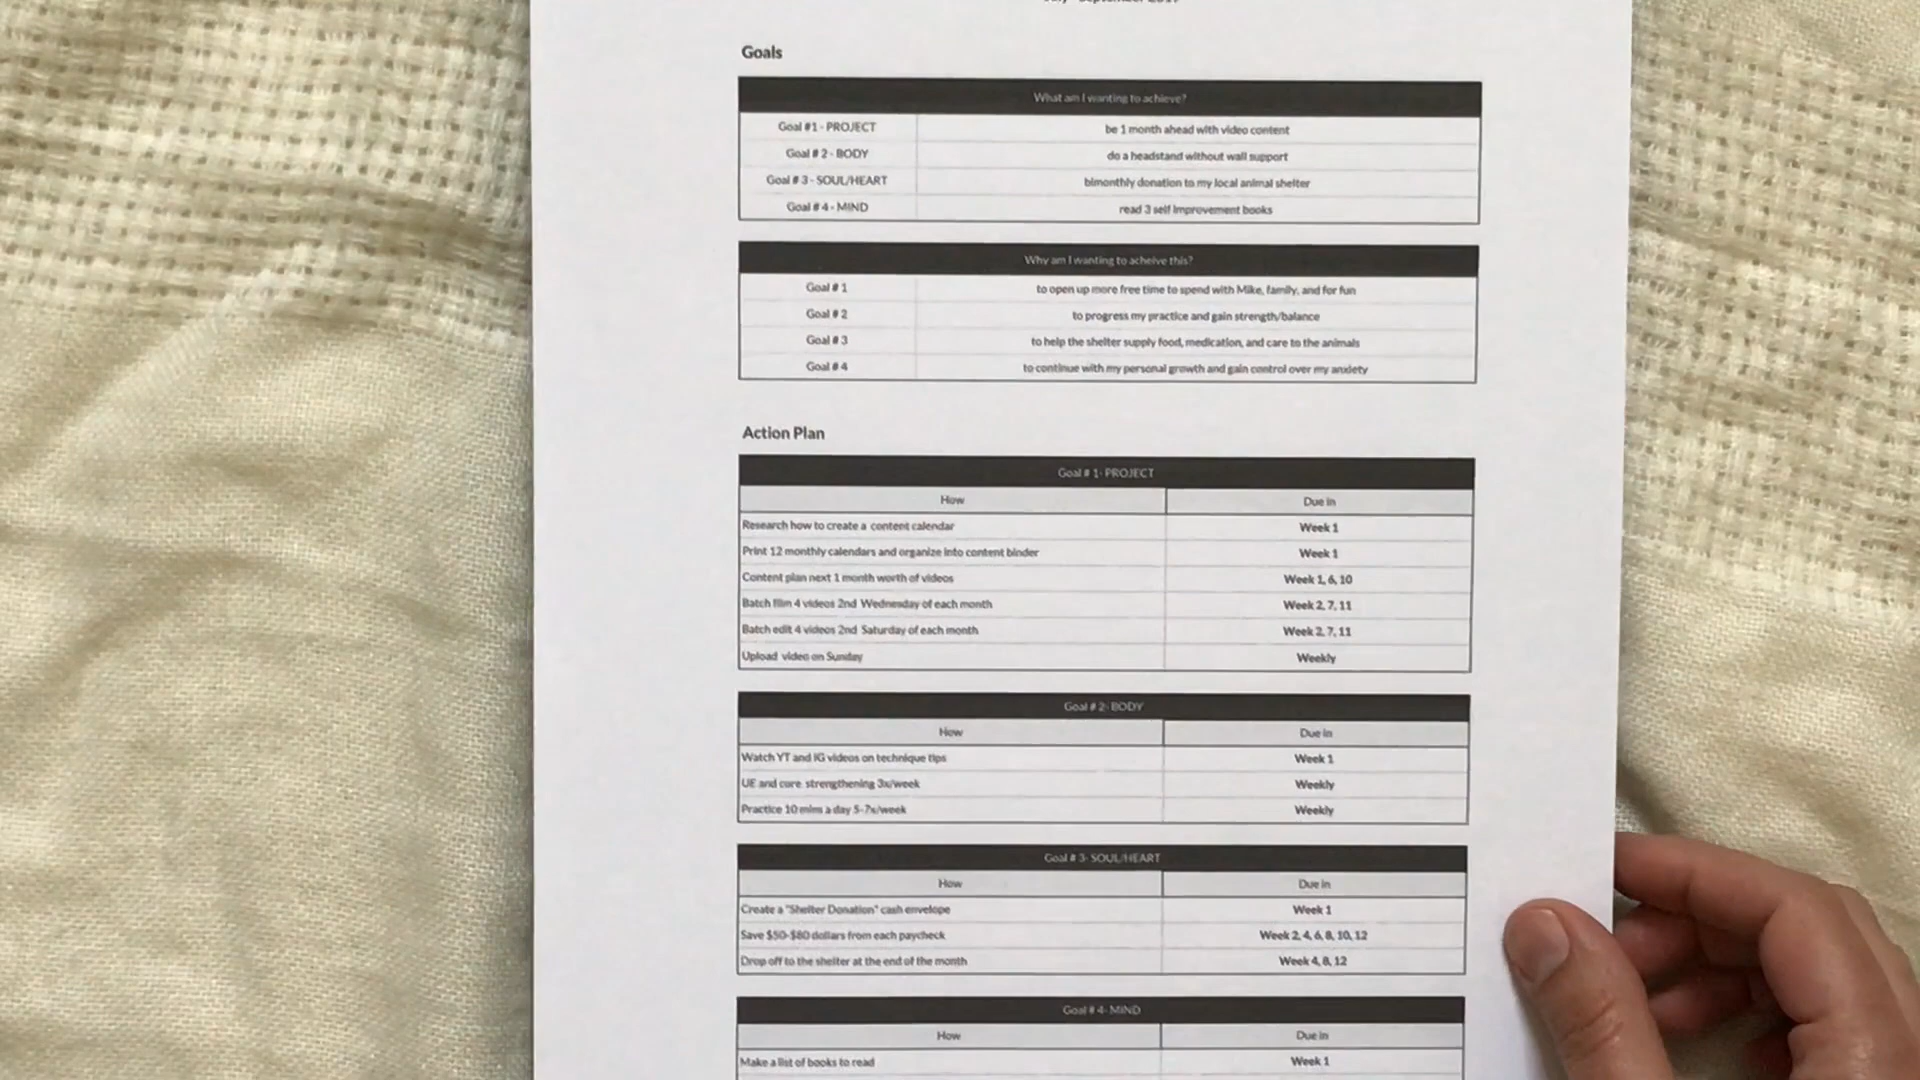 Goals
What am I wanting to achieve?
Goal #1 - PROJECT be 1 month ahead with video content
Goal # 2 - BODY do a headstand without wall support
Goal # 3 - SOUL/HEART bimonthly donation to my local animal shelter
Goal # 4 - MIND read 3 self improvement books
Why am I wanting to acheive this?
Goal # 1 to open up more free time to spend with Mike, family, and for fun
Goal # 2 to progress my practice and gain strength/balance
Goal # 3 to help the shelter supply food, medication, and care to the animals
Goal # 4 to continue with my personal growth and gain control over my anxiety
Action Plan
Goal # 1- PROJECT
How Due in
Research how to create a content calendar Week 1
Print 12 monthly calendars and organize into content binder Week 1
Content plan next 1 month worth of videos Week 1, 6, 10
Batch film 4 videos 2nd Wednesday of each month Week 2, 7, 11
Batch edit 4 videos 2nd Saturday of each month Week 2, 7, 11
Upload video on Sunday Weekly
Goal # 2- BODY
How Due in
Watch YT and IG videos on technique tips Week 1
UE and core strengthening 3x/week Weekly
Practice 10 mins a day 5-7x/week Weekly
Goal # 3- SOUL/HEART
How Due in
Create a "Shelter Donation" cash envelope Week 1
Save $50-$80 dollars from each paycheck Week 2, 4, 6, 8, 10, 12
Drop off to the shelter at the end of the month Week 4, 8, 12
Goal # 4- MIND
How Due in
Make a list of books to read Week 1